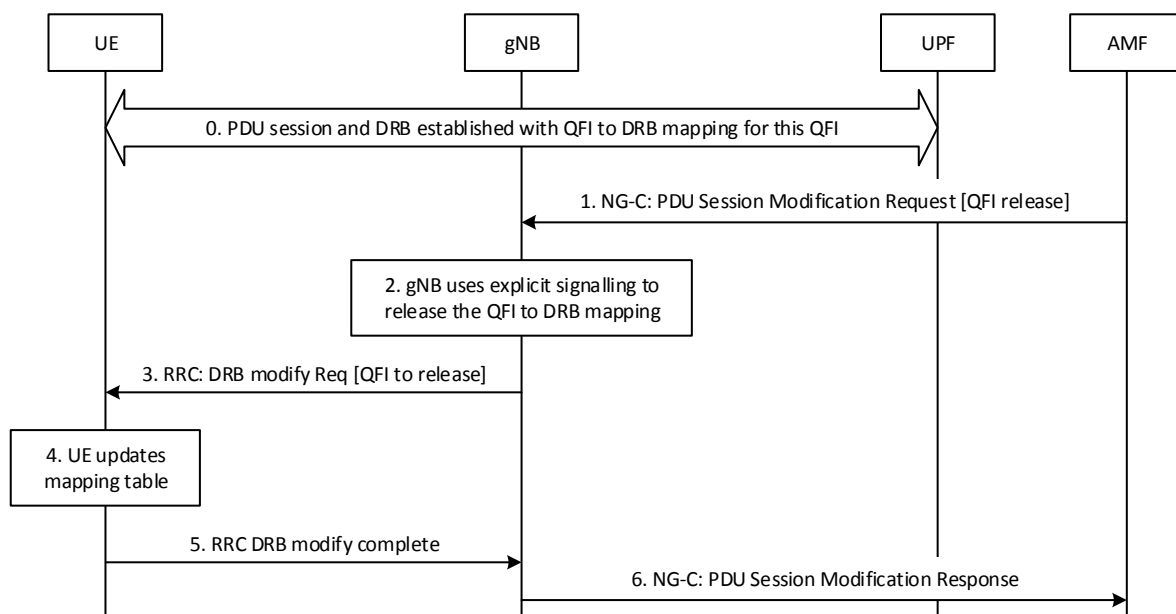 UE
gNB
UPF
AMF
0. PDU session and DRB established with QFI to DRB mapping for this QFI
1. NG-C: PDU Session Modification Request [QFI release]
2. gNB uses explicit signalling to
release the QFI to DRB mapping
3. RRC: DRB modify Req [QFI to release]
4. UE updates
mapping table
5. RRC DRB modify complete
6. NG-C: PDU Session Modification Response